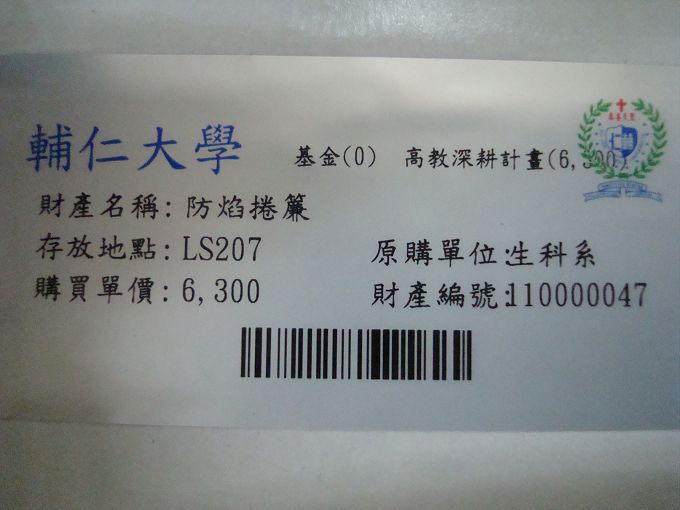 輔仁大學
基金(0) 高教深耕計畫(6,300)
財產名稱: 防焰捲簾
存放地點: LS207
原購單位:生科系
購買單價: 6,300
財產編號:110000047